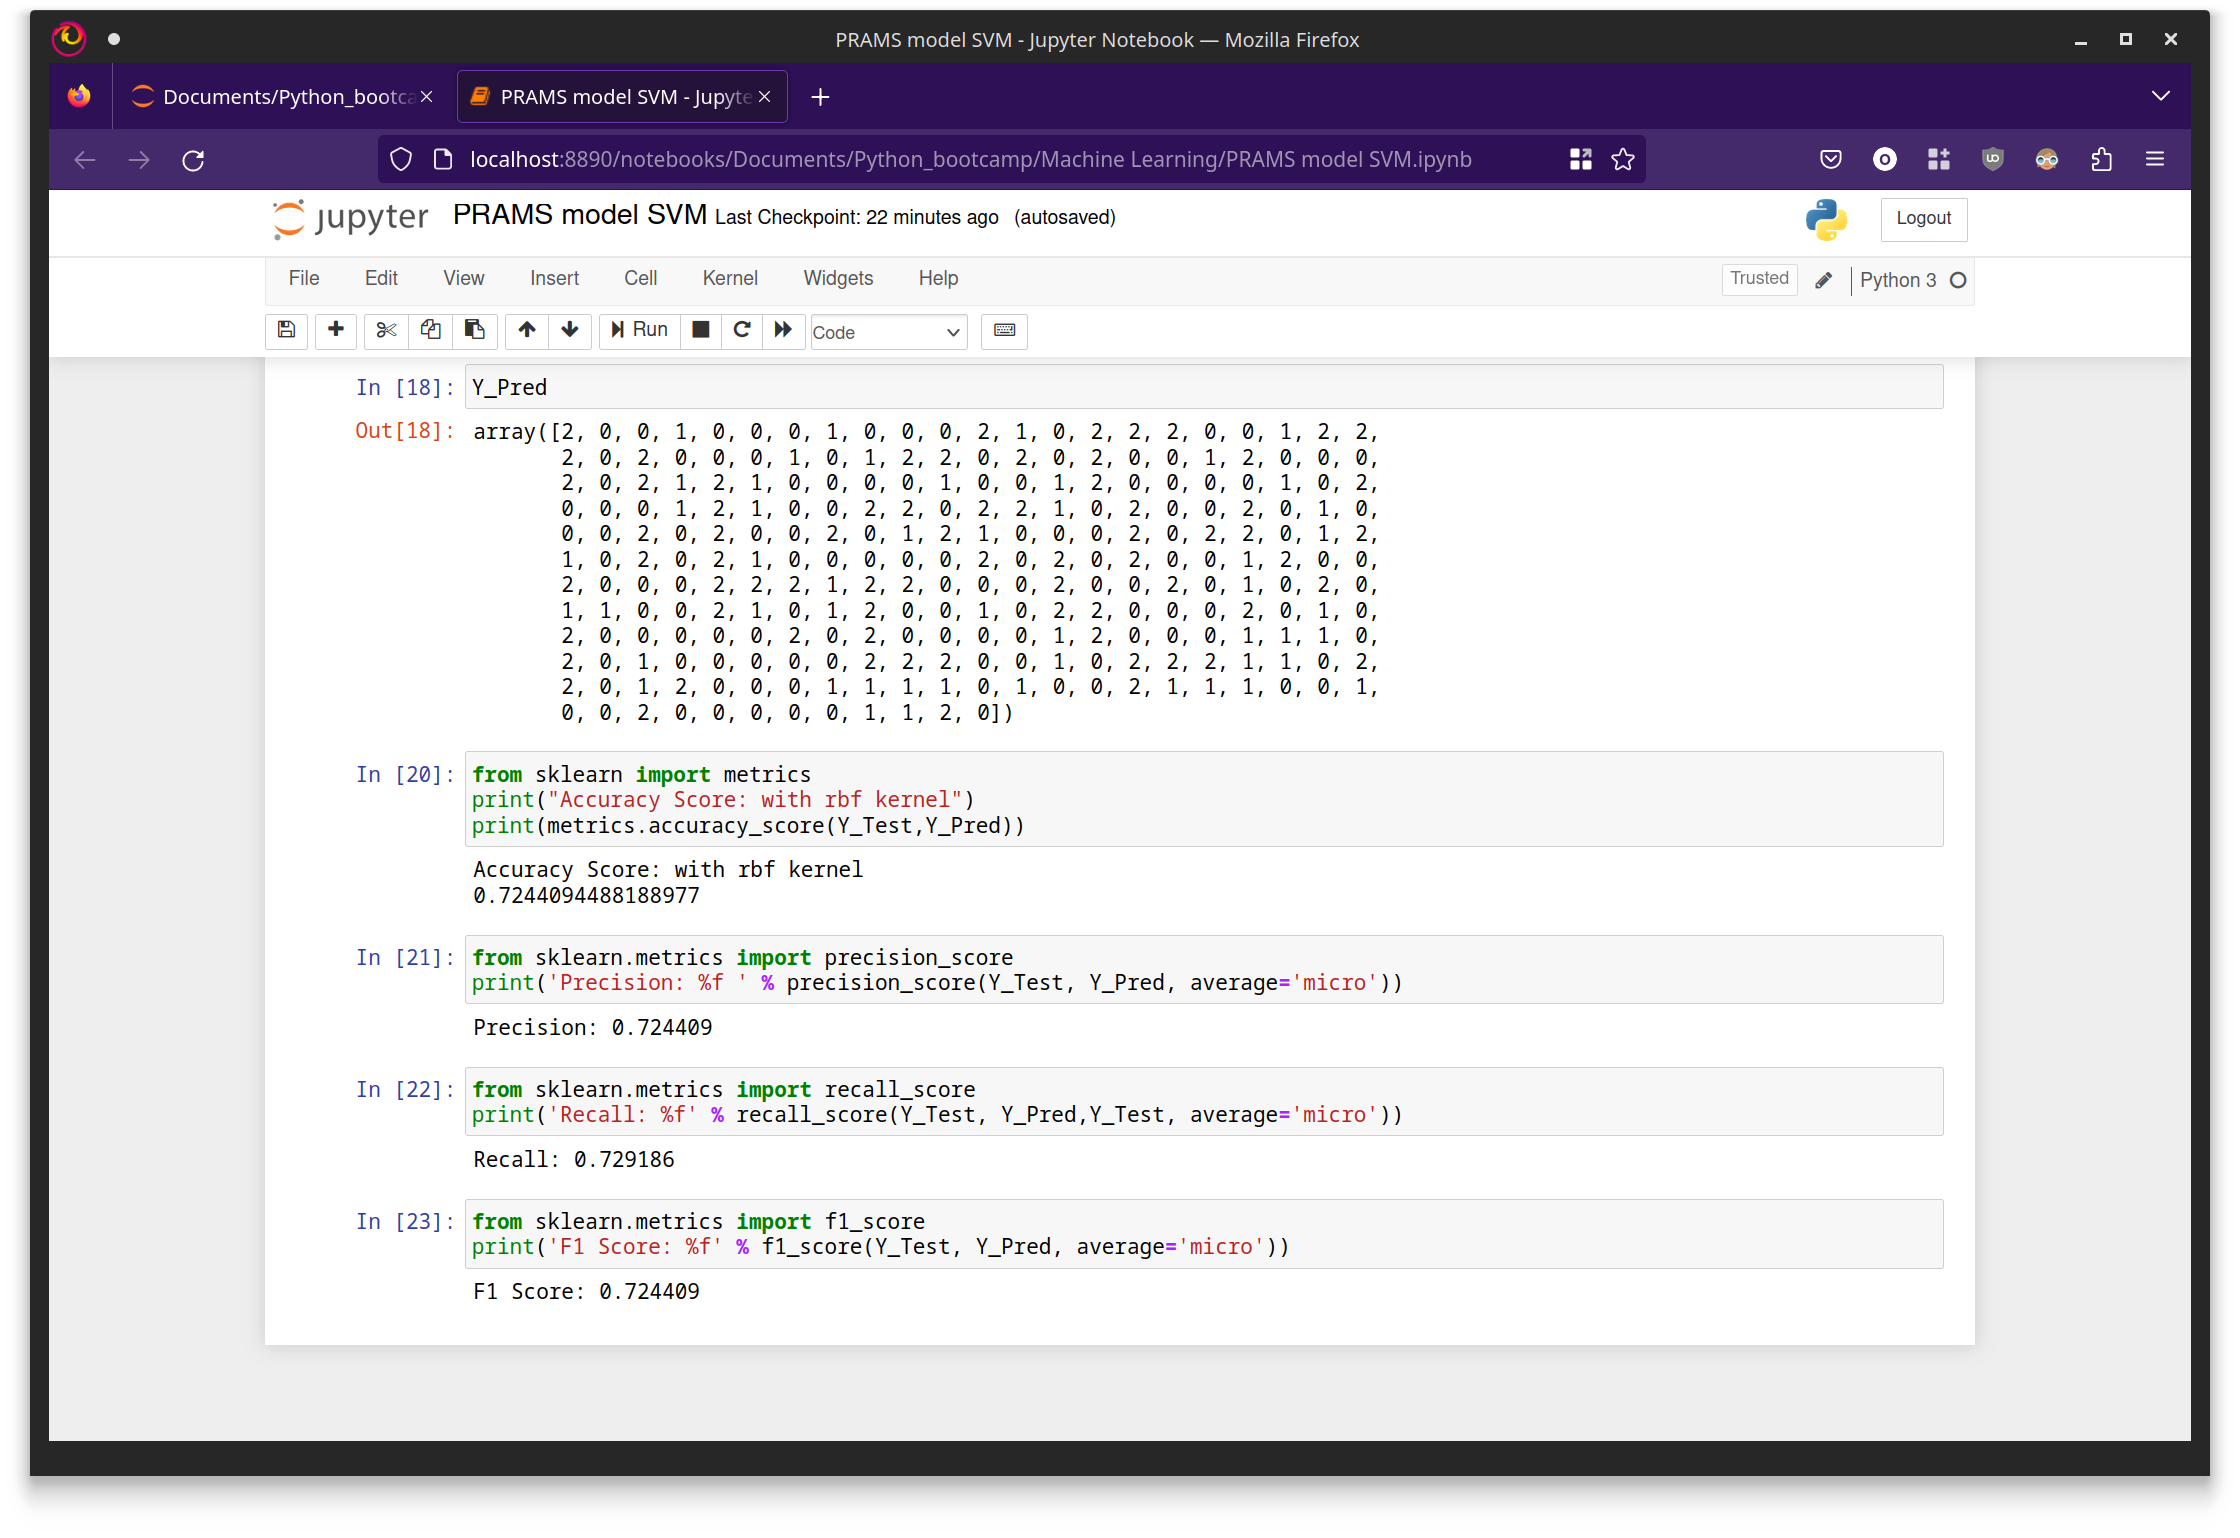 PRAMS model SVM - Jupyter Notebook — Mozilla Firefox
Documents/Python_bootca
PRAMS model SVM - Jupyte
localhost:8890/notebooks/Documents/Python_bootcamp/Machine Learning/PRAMS model SVM.ipynb
jupyter PRAMS model SVM Last Checkpoint: 22 minutes ago (autosaved)
Logout
File Edit View Insert Cell Kernel Widgets Help
Trusted Python 3
Run Code
In [18]: Y_Pred
Out[18]: array([2, 0, 0, 1, 0, 0, 0, 1, 0, 0, 0, 2, 1, 0, 2, 2, 2, 0, 0, 1, 2, 2,
2, 0, 2, 0, 0, 0, 1, 0, 1, 2, 2, 0, 2, 0, 2, 0, 0, 1, 2, 0, 0, 0,
2, 0, 2, 1, 2, 1, 0, 0, 0, 0, 1, 0, 0, 1, 2, 0, 0, 0, 0, 1, 0, 2,
0, 0, 0, 1, 2, 1, 0, 0, 2, 2, 0, 2, 2, 1, 0, 2, 0, 0, 2, 0, 1, 0,
0, 0, 2, 0, 2, 0, 0, 2, 0, 1, 2, 1, 0, 0, 0, 2, 0, 2, 2, 0, 1, 2,
1, 0, 2, 0, 2, 1, 0, 0, 0, 0, 0, 2, 0, 2, 0, 2, 0, 0, 1, 2, 0, 0,
2, 0, 0, 0, 2, 2, 2, 1, 2, 2, 0, 0, 0, 2, 0, 0, 2, 0, 1, 0, 2, 0,
1, 1, 0, 0, 2, 1, 0, 1, 2, 0, 0, 1, 0, 2, 2, 0, 0, 0, 2, 0, 1, 0,
2, 0, 0, 0, 0, 0, 2, 0, 2, 0, 0, 0, 0, 1, 2, 0, 0, 0, 1, 1, 1, 0,
2, 0, 1, 0, 0, 0, 0, 0, 2, 2, 2, 0, 0, 1, 0, 2, 2, 2, 1, 1, 0, 2,
2, 0, 1, 2, 0, 0, 0, 1, 1, 1, 1, 0, 1, 0, 0, 2, 1, 1, 1, 0, 0, 1,
0, 0, 2, 0, 0, 0, 0, 0, 1, 1, 2, 0])
In [20]: from sklearn import metrics
print("Accuracy Score: with rbf kernel")
print(metrics.accuracy_score(Y_Test,Y_Pred))
Accuracy Score: with rbf kernel
0.7244094488188977
In [21]: from sklearn.metrics import precision_score
print('Precision: %f ' % precision_score(Y_Test, Y_Pred, average='micro'))
Precision: 0.724409
In [22]: from sklearn.metrics import recall_score
print('Recall: %f' % recall_score(Y_Test, Y_Pred,Y_Test, average='micro'))
Recall: 0.729186
In [23]: from sklearn.metrics import f1_score
print('F1 Score: %f' % f1_score(Y_Test, Y_Pred, average='micro'))
F1 Score: 0.724409